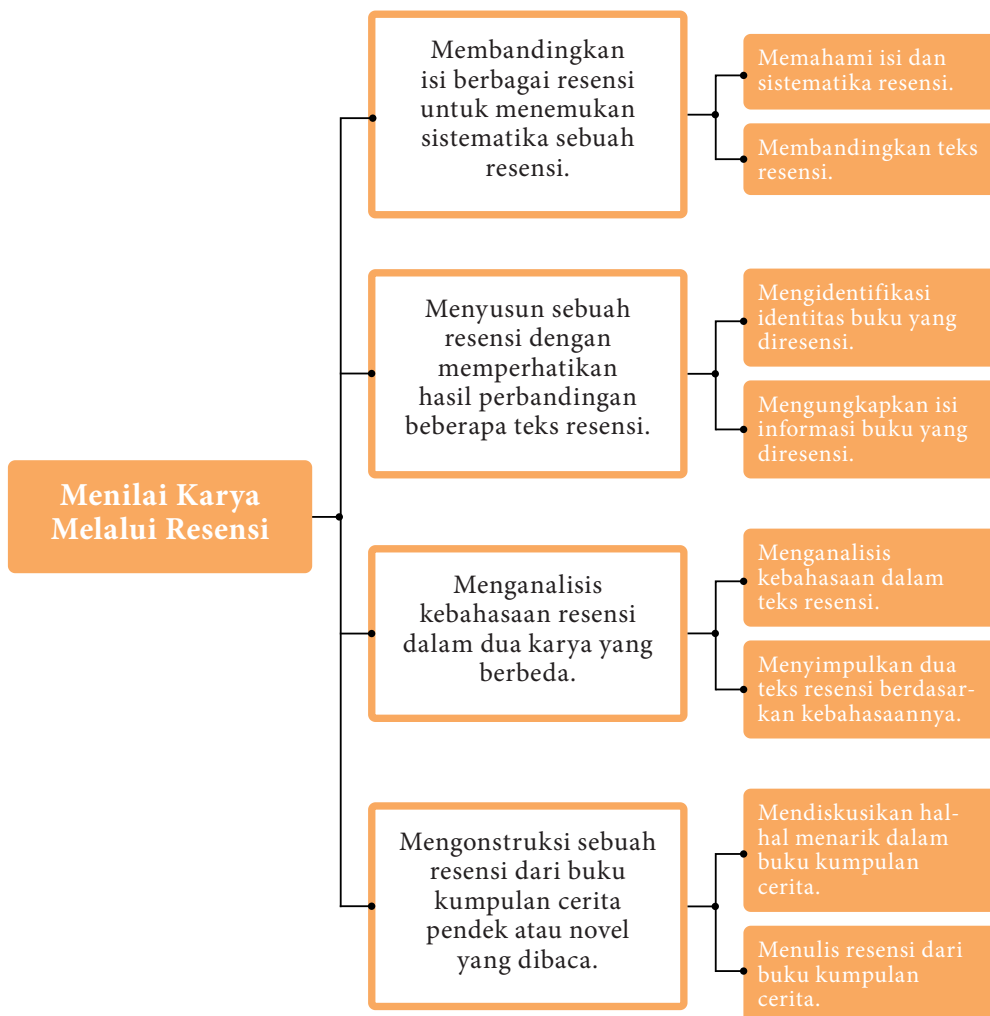 Menilai Karya
Melalui Resensi
Membandingkan
isi berbagai resensi
untuk menemukan
sistematika sebuah
resensi.
Memahami isi dan
sistematika resensi.
Membandingkan teks
resensi.
Menyusun sebuah
resensi dengan
memperhatikan
hasil perbandingan
beberapa teks resensi.
Mengidentifikasi
identitas buku yang
diresensi.
Mengungkapkan isi
informasi buku yang
diresensi.
Menganalisis
kebahasaan resensi
dalam dua karya yang
berbeda.
Menganalisis
kebahasaan dalam
teks resensi.
Menyimpulkan dua
teks resensi berdasar-
kan kebahasaannya.
Mengonstruksi sebuah
resensi dari buku
kumpulan cerita
pendek atau novel
yang dibaca.
Mendiskusikan hal-
hal menarik dalam
buku kumpulan
cerita.
Menulis resensi dari
buku kumpulan
cerita.